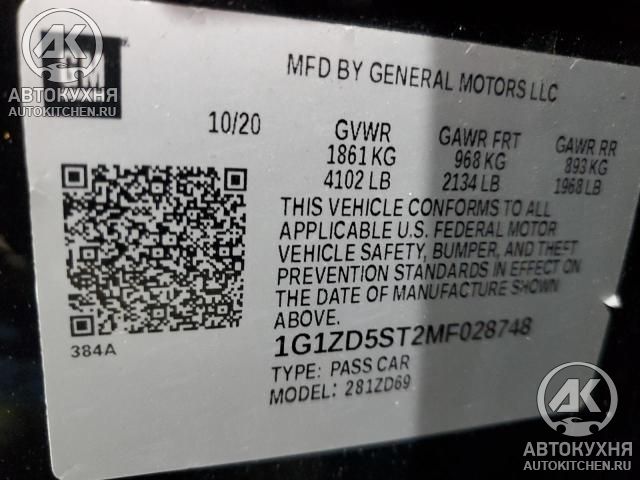 АВТОКУХНЯ
AUTOKITCHEN.RU
GM
MFD BY GENERAL MOTORS LLC
10/20 GVWR GAWR FRT GAWR RR
1861 KG 968 KG 893 KG
4102 LB 2134 LB 1968 LB
THIS VEHICLE CONFORMS TO ALL
APPLICABLE U.S. FEDERAL MOTOR
VEHICLE SAFETY, BUMPER, AND THEFT
PREVENTION STANDARDS IN EFFECT ON
THE DATE OF MANUFACTURE SHOWN
ABOVE.
384A
1G1ZD5ST2MF028748
TYPE: PASS CAR
MODEL: 281ZD69
АК
АВТОКУХНЯ
AUTOKITCHEN.RU